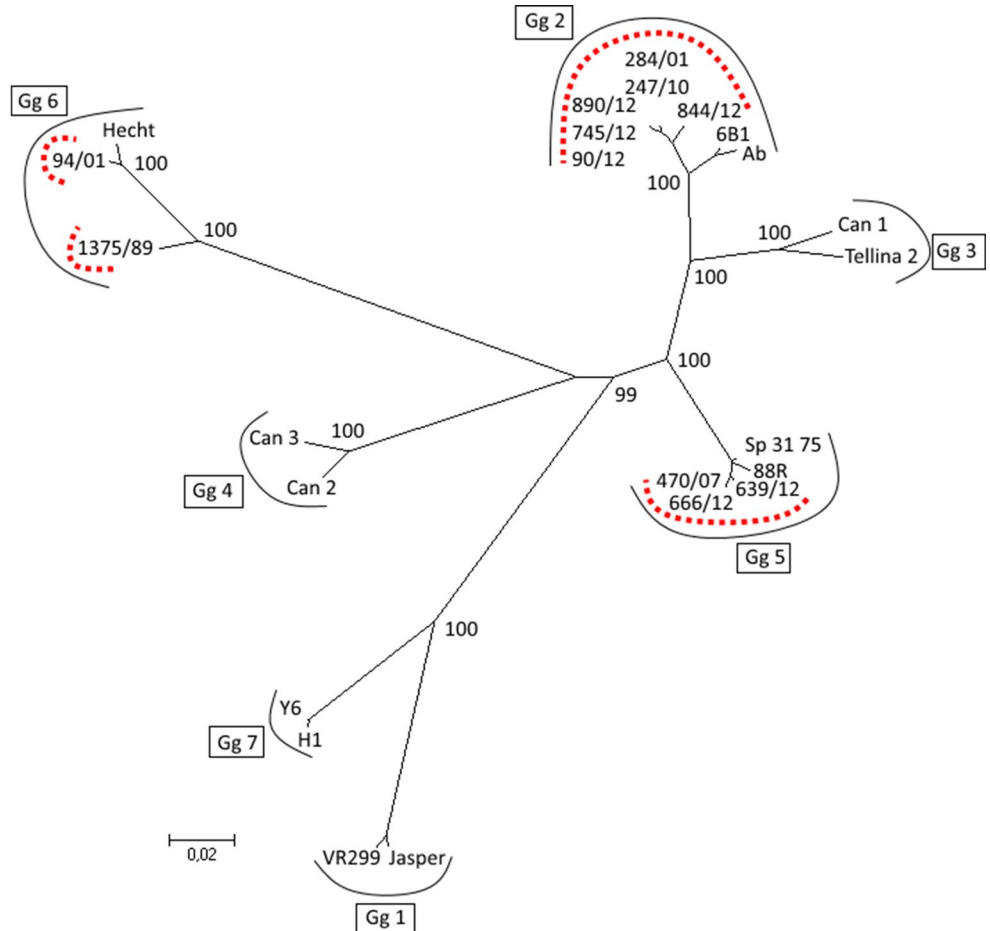 Gg 2
284/01
247/10
890/12
844/12
745/12
6B1
90/12
Ab
100
Gg 6
Hecht
94/01
100
1375/89
100
Can 1
100
Tellina 2
Gg 3
100
100
99
Can 3
100
Can 2
Gg 4
Sp 31 75
88R
470/07
639/12
666/12
Gg 5
100
Y6
H1
Gg 7
0,02
VR299 Jasper
Gg 1